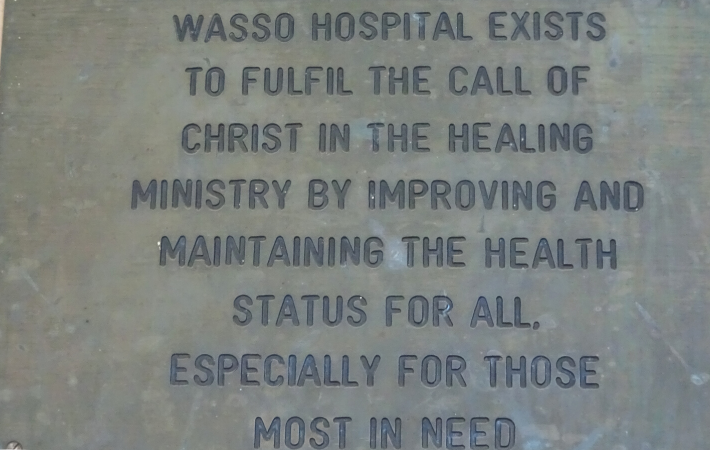 WASSO HOSPITAL EXISTS
TO FULFIL THE CALL OF
CHRIST IN THE HEALING
MINISTRY BY IMPROVING AND
MAINTAINING THE HEALTH
STATUS FOR ALL,
ESPECIALLY FOR THOSE
MOST IN NEED